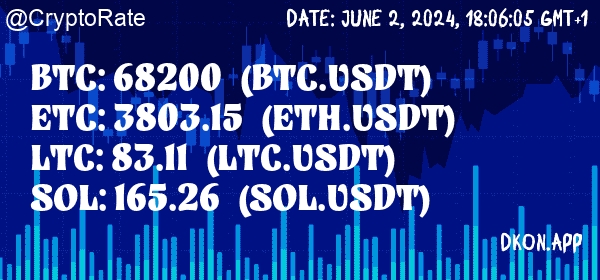 @CryptoRate
DATE: JUNE 2, 2024, 18:06:05 GMT+1
BTC: 68200 (BTC.USDT)
ETC: 3803.15 (ETH.USDT)
LTC: 83.11 (LTC.USDT)
SOL: 165.26 (SOL.USDT)
DKON.APP